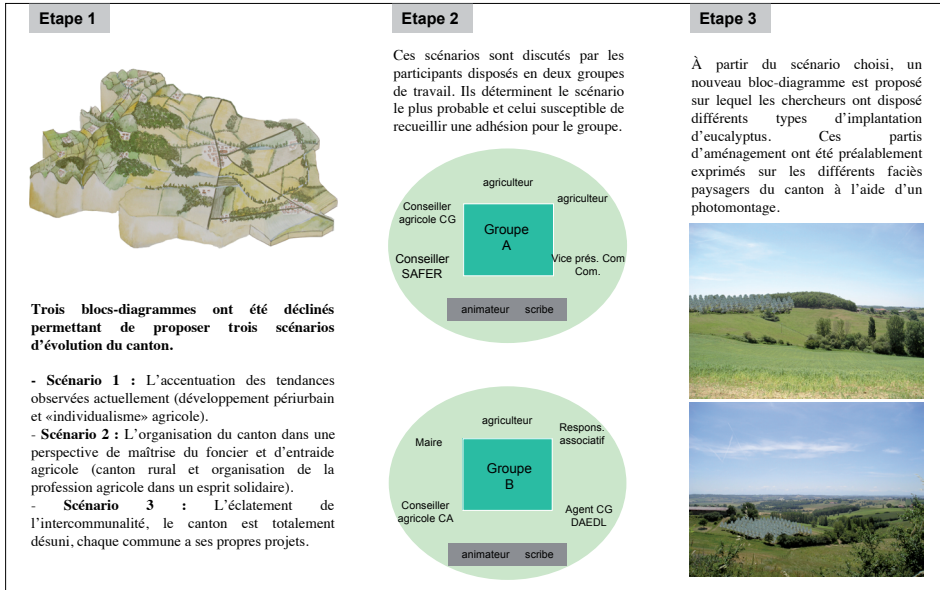 Etape 1
Trois blocs-diagrammes ont été déclinés
permettant de proposer trois scénarios
d'évolution du canton.
- Scénario 1 : L'accentuation des tendances
observées actuellement (développement périurbain
et «individualisme» agricole).
- Scénario 2 : L'organisation du canton dans une
perspective de maîtrise du foncier et d'entraide
agricole (canton rural et organisation de la
profession agricole dans un esprit solidaire).
- Scénario 3 : L'éclatement de
l'intercommunalité, le canton est totalement
désuni, chaque commune a ses propres projets.
Etape 2
Ces scénarios sont discutés par les
participants disposés en deux groupes
de travail. Ils déterminent le scénario
le plus probable et celui susceptible de
recueillir une adhésion pour le groupe.
agriculteur
agriculteur
Conseiller
agricole CG
Groupe
A
Conseiller
SAFER
Vice prés. Com
Com.
animateur scribe
agriculteur
Respons.
associatif
Maire
Groupe
B
Conseiller
agricole CA
Agent CG
DAEDL
animateur scribe
Etape 3
À partir du scénario choisi, un
nouveau bloc-diagramme est proposé
sur lequel les chercheurs ont disposé
différents types d'implantation
d'eucalyptus. Ces partis
d'aménagement ont été préalablement
exprimés sur les différents faciès
paysagers du canton à l'aide d'un
photomontage.